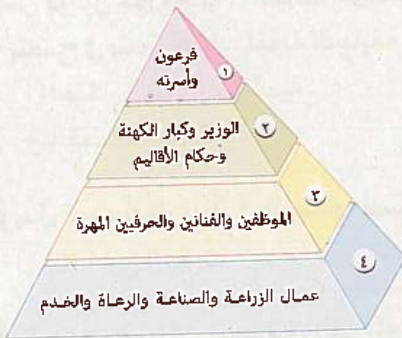 فرعون
وأسرته
١
الوزير وكبار الكهنة
وحكام الأقاليم
٢
الموظفين والفنانين والحرفيين المهرة
٣
عمال الزراعة والصناعة والرعاة والخدم
٤